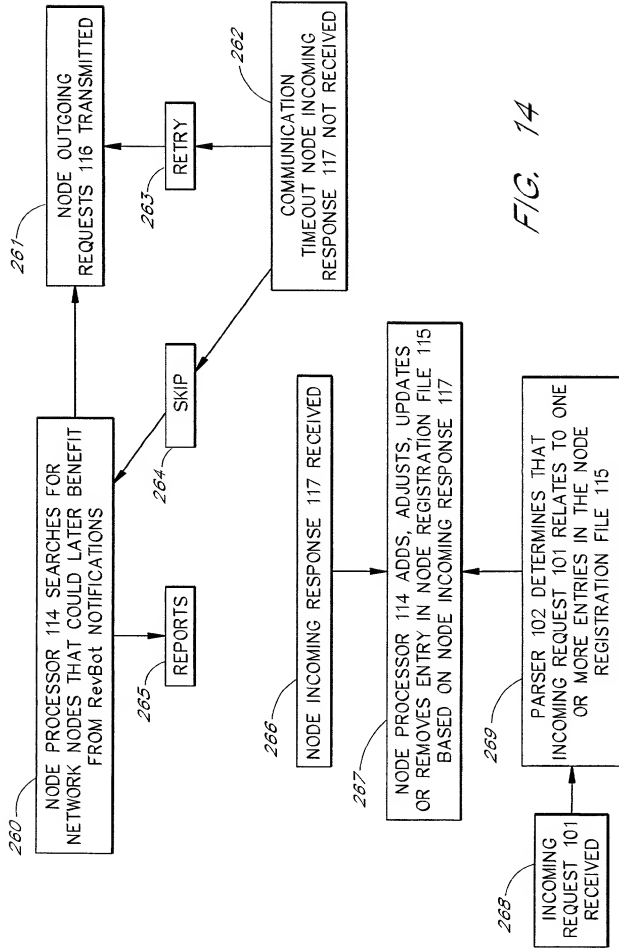 260
NODE PROCESSOR 114 SEARCHES FOR
NETWORK NODES THAT COULD LATER BENEFIT
FROM RevBot NOTIFICATIONS
261
NODE OUTGOING
REQUESTS 116 TRANSMITTED
265
REPORTS
264
SKIP
263
RETRY
262
COMMUNICATION
TIMEOUT NODE INCOMING
RESPONSE 117 NOT RECEIVED
266
NODE INCOMING RESPONSE 117 RECEIVED
267
NODE PROCESSOR 114 ADDS, ADJUSTS, UPDATES
OR REMOVES ENTRY IN NODE REGISTRATION FILE 115
BASED ON NODE INCOMING RESPONSE 117
268
INCOMING
REQUEST 101
RECEIVED
269
PARSER 102 DETERMINES THAT
INCOMING REQUEST 101 RELATES TO ONE
OR MORE ENTRIES IN THE NODE
REGISTRATION FILE 115
FIG. 14